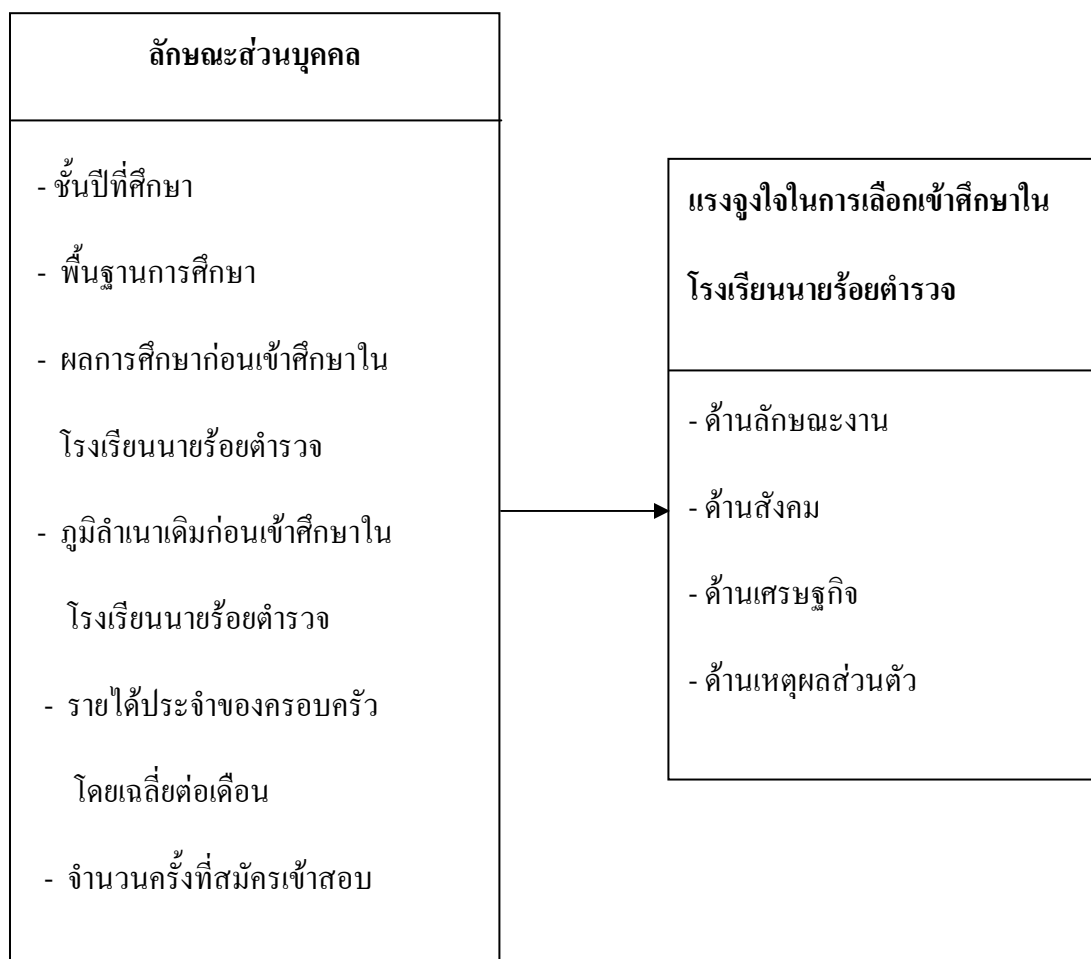 ลักษณะส่วนบุคคล
- ชั้นปีที่ศึกษา
- พื้นฐานการศึกษา
- ผลการศึกษาก่อนเข้าศึกษาใน
โรงเรียนนายร้อยตำรวจ
- ภูมิลำเนาเดิมก่อนเข้าศึกษาใน
โรงเรียนนายร้อยตำรวจ
- รายได้ประจำของครอบครัว
โดยเฉลี่ยต่อเดือน
- จำนวนครั้งที่สมัครเข้าสอบ
แรงจูงใจในการเลือกเข้าศึกษาใน
โรงเรียนนายร้อยตำรวจ
- ด้านลักษณะงาน
- ด้านสังคม
- ด้านเศรษฐกิจ
- ด้านเหตุผลส่วนตัว